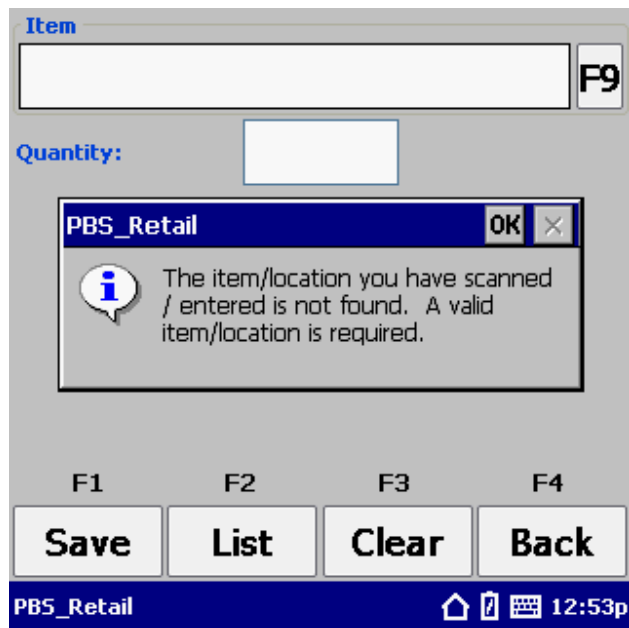 Item
F9
Quantity:
PBS_Retail OK
The item/location you have scanned
/ entered is not found.  A valid
item/location is required.
F1 F2 F3 F4
Save List Clear Back
PBS_Retail 12:53p